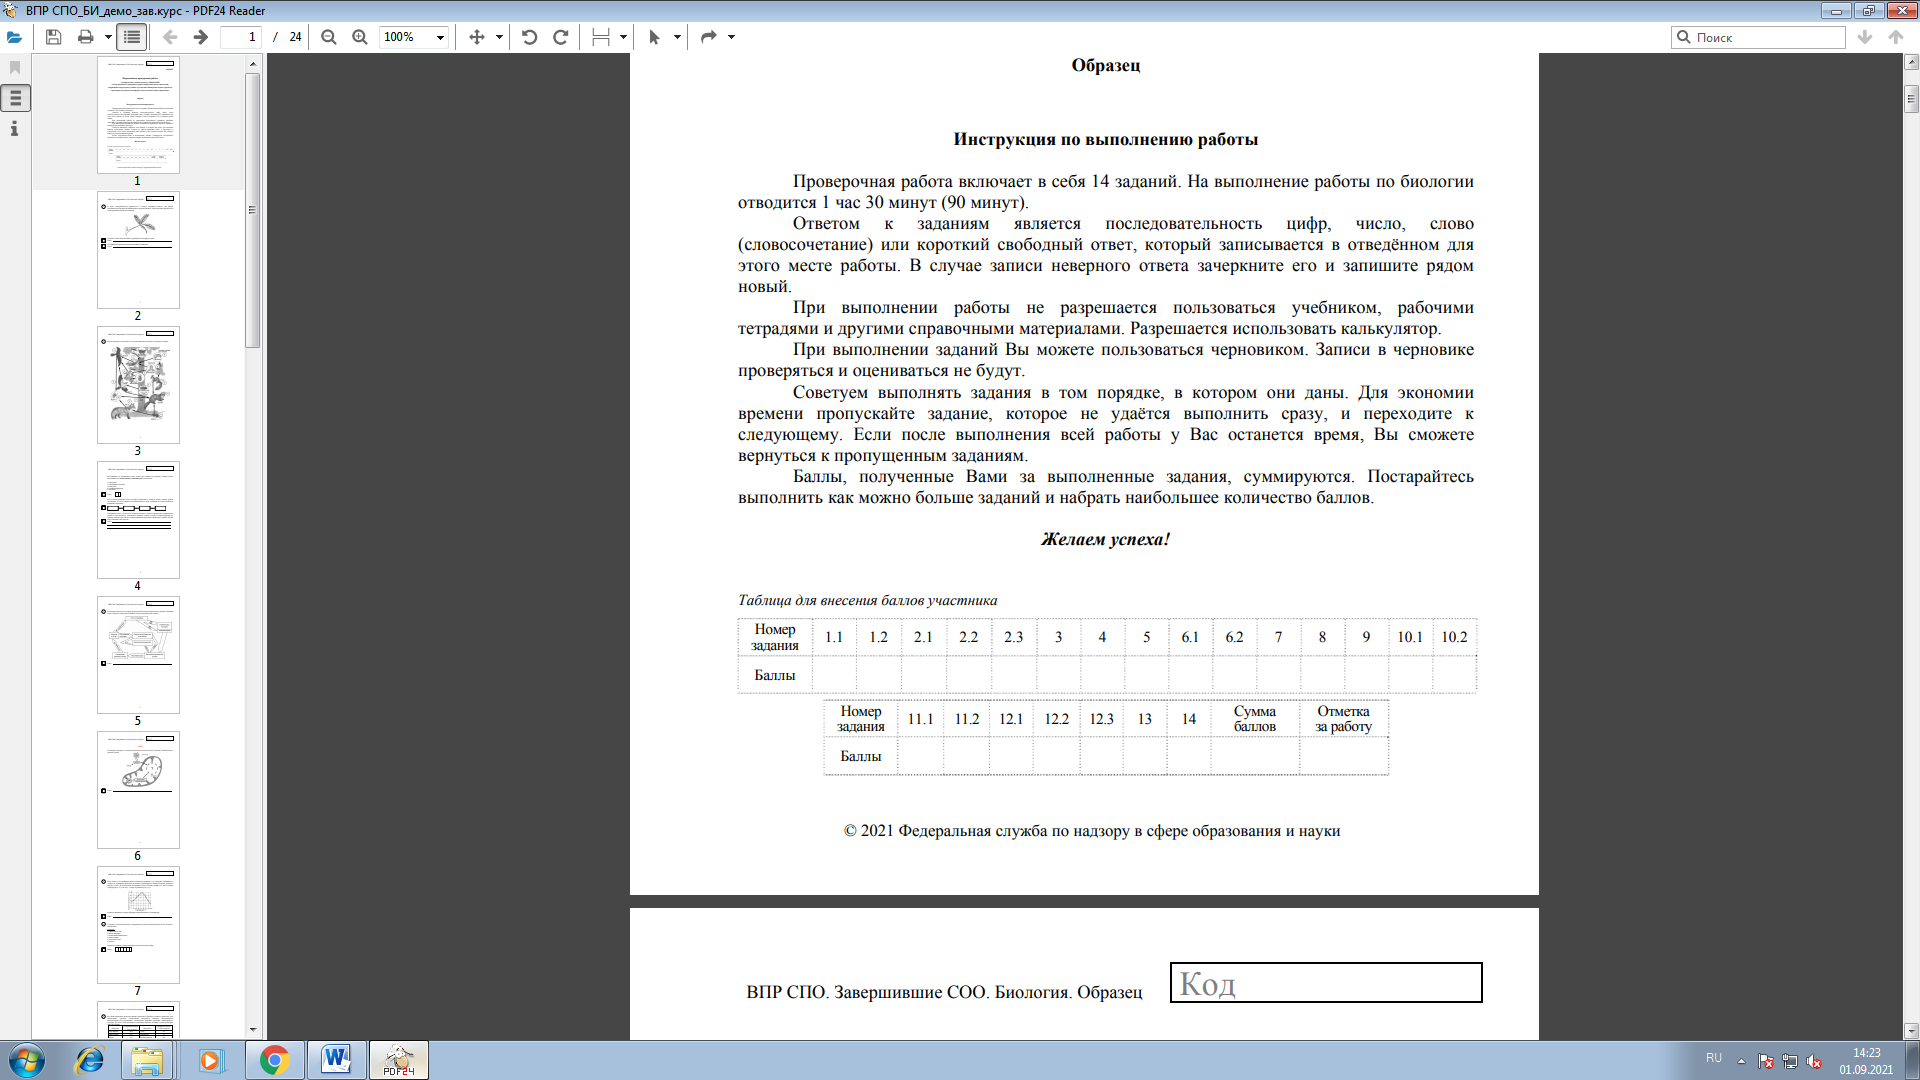 ВПР СПО_БИ_демо_зав.курс - PDF24 Reader
1 / 24 100% Поиск
1
2
3
4
5
6
7
Образец
Инструкция по выполнению работы
Проверочная работа включает в себя 14 заданий. На выполнение работы по биологии
отводится 1 час 30 минут (90 минут).
Ответом к заданиям является последовательность цифр, число, слово
(словосочетание) или короткий свободный ответ, который записывается в отведённом для
этого месте работы. В случае записи неверного ответа зачеркните его и запишите рядом
новый.
При выполнении работы не разрешается пользоваться учебником, рабочими
тетрадями и другими справочными материалами. Разрешается использовать калькулятор.
При выполнении заданий Вы можете пользоваться черновиком. Записи в черновике
проверяться и оцениваться не будут.
Советуем выполнять задания в том порядке, в котором они даны. Для экономии
времени пропускайте задание, которое не удаётся выполнить сразу, и переходите к
следующему. Если после выполнения всей работы у Вас останется время, Вы сможете
вернуться к пропущенным заданиям.
Баллы, полученные Вами за выполненные задания, суммируются. Постарайтесь
выполнить как можно больше заданий и набрать наибольшее количество баллов.
Желаем успеха!
Таблица для внесения баллов участника
Номер задания 1.1 1.2 2.1 2.2 2.3 3 4 5 6.1 6.2 7 8 9 10.1 10.2
Баллы
Номер задания 11.1 11.2 12.1 12.2 12.3 13 14 Сумма баллов Отметка за работу
Баллы
© 2021 Федеральная служба по надзору в сфере образования и науки
ВПР СПО. Завершившие СОО. Биология. Образец Код
PDF24
RU
14:23
01.09.2021